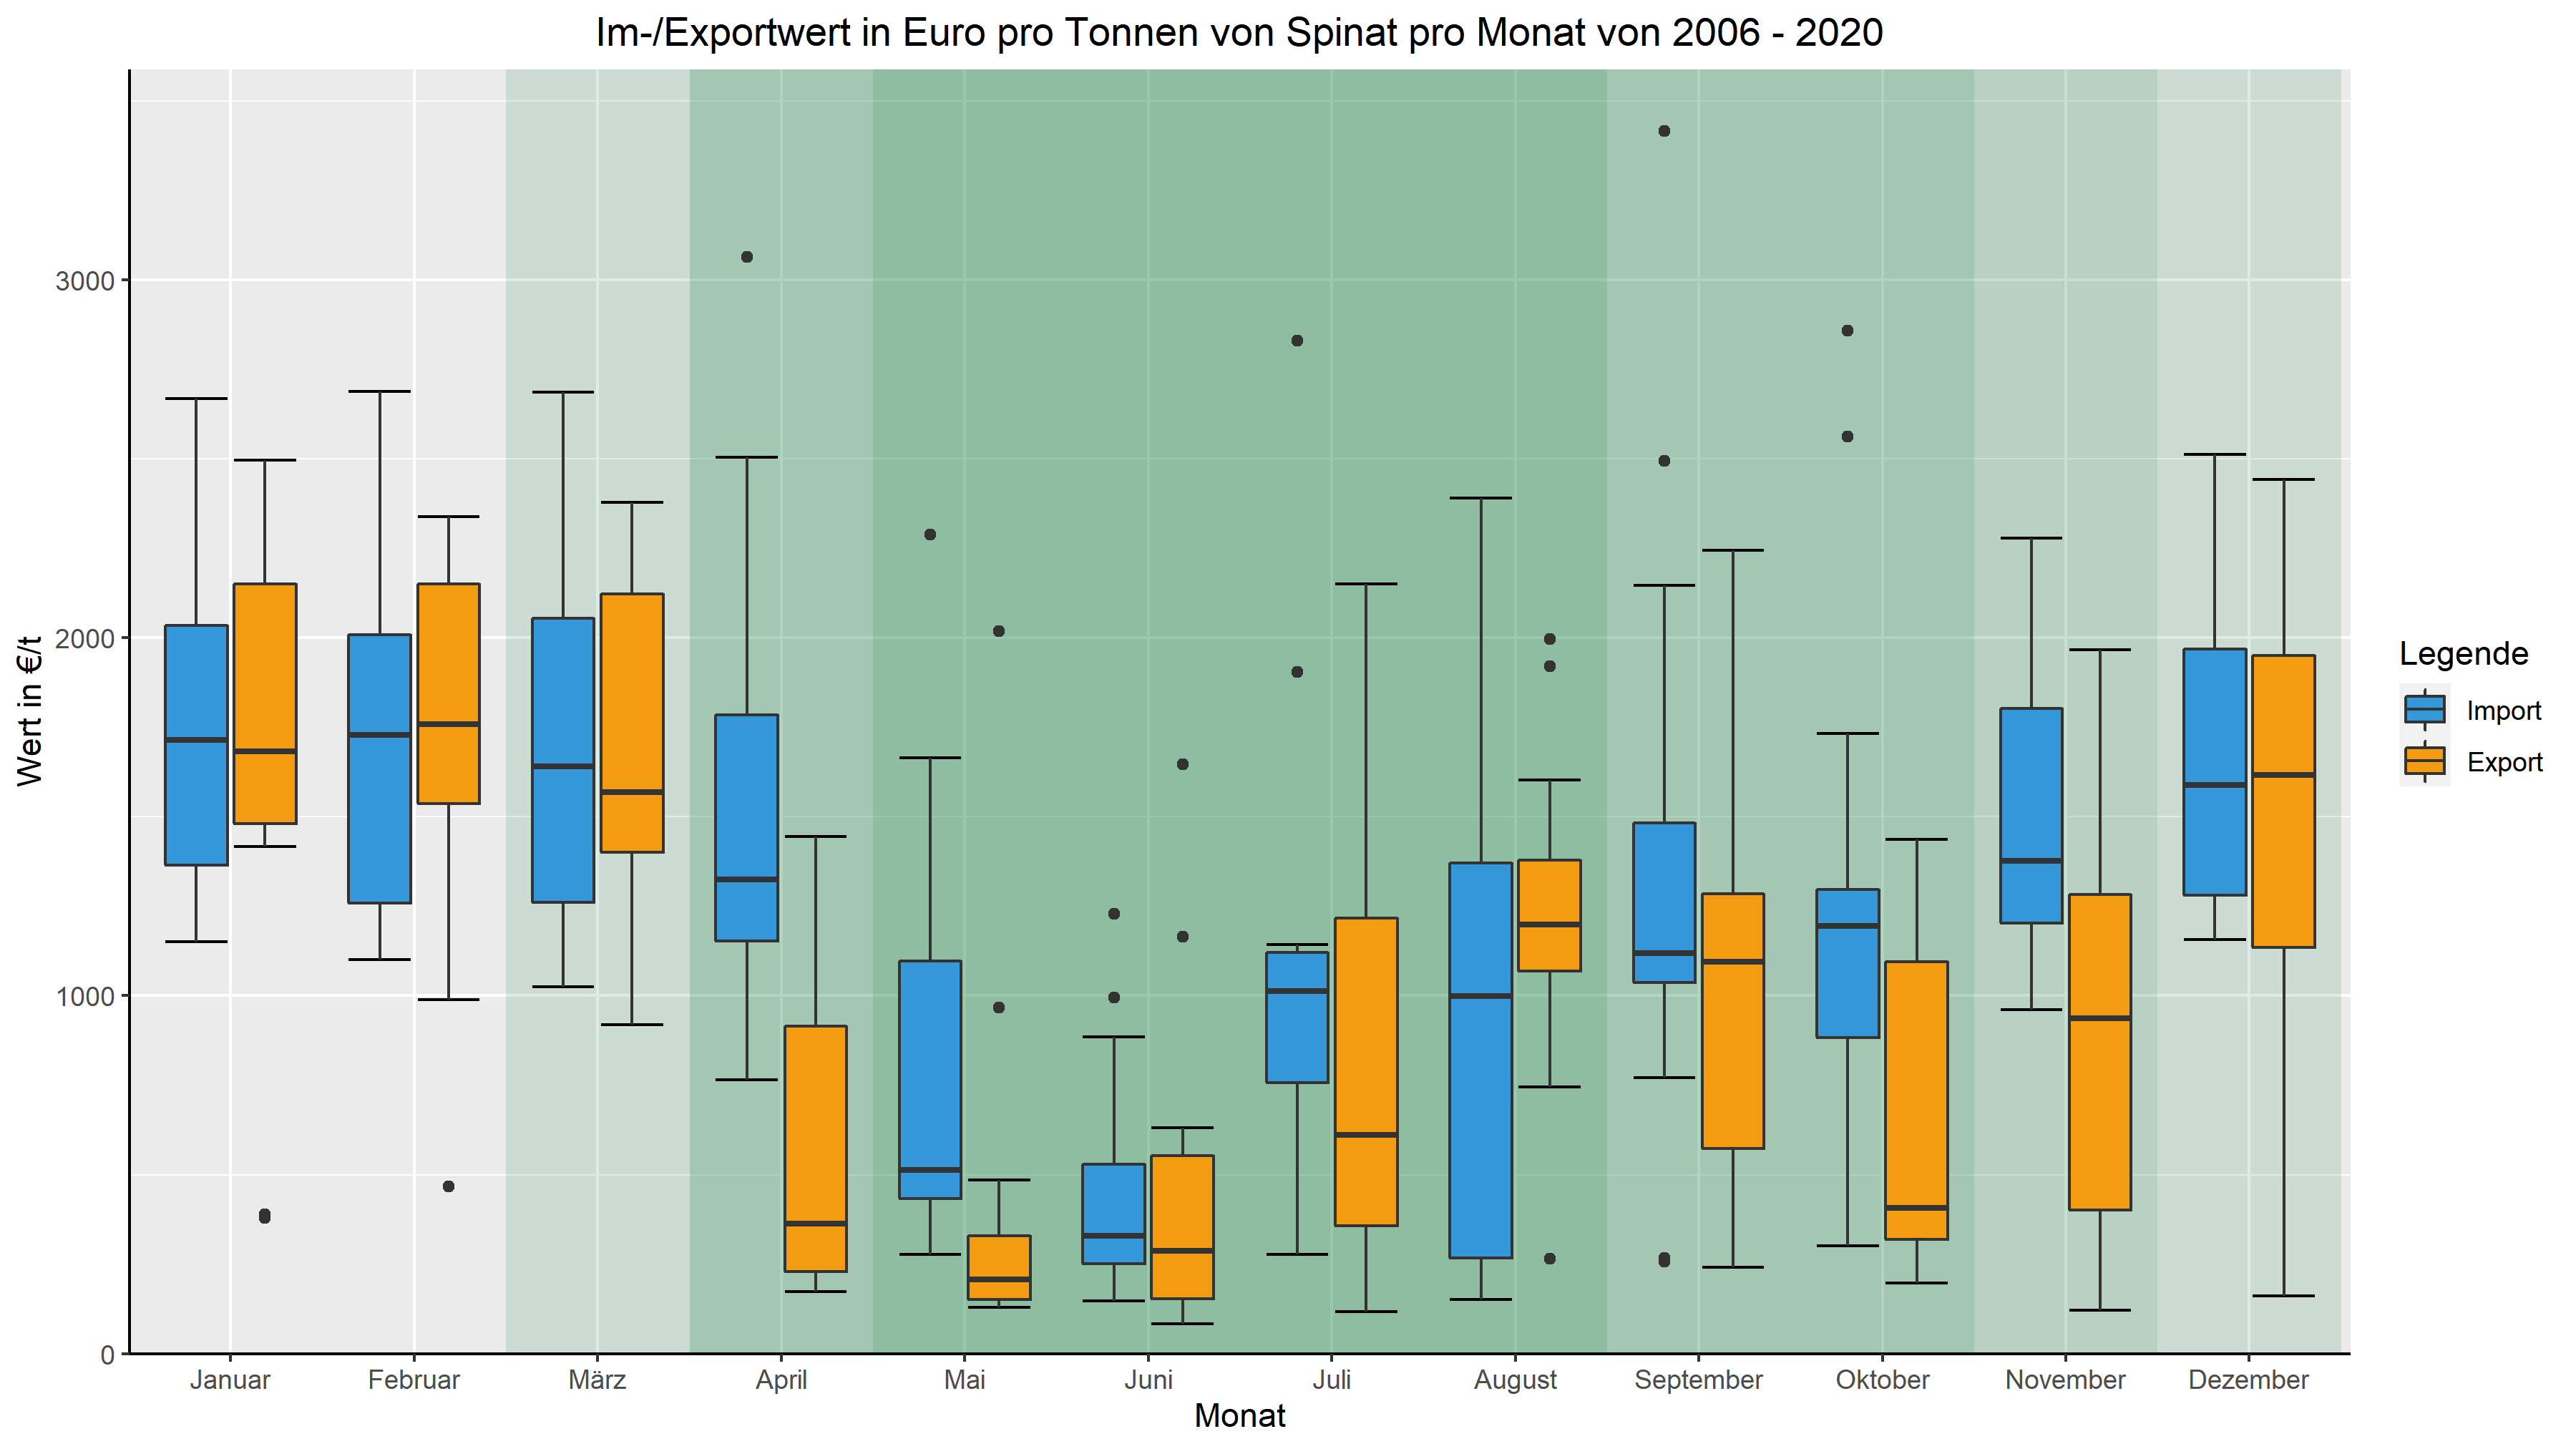 Im-/Exportwert in Euro pro Tonnen von Spinat pro Monat von 2006 - 2020
Wert in €/t
3000
2000
1000
0
Januar Februar März April Mai Juni Juli August September Oktober November Dezember
Monat
Legende
Import
Export